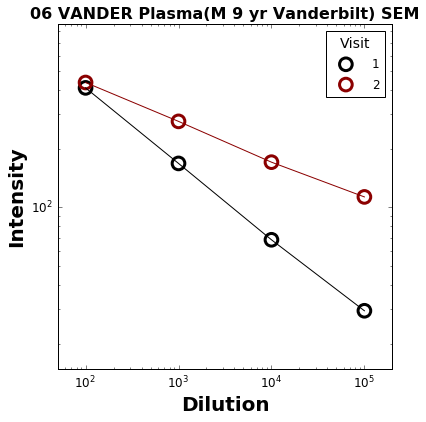 06 VANDER Plasma(M 9 yr Vanderbilt) SEM
Visit
1
2
Intensity
10²
10² 10³ 10⁴ 10⁵
Dilution